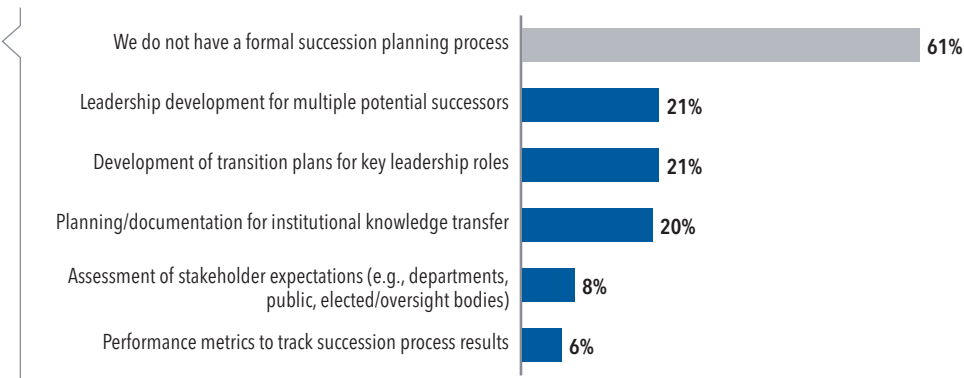 We do not have a formal succession planning process
61%
Leadership development for multiple potential successors
21%
Development of transition plans for key leadership roles
21%
Planning/documentation for institutional knowledge transfer
20%
Assessment of stakeholder expectations (e.g., departments,
public, elected/oversight bodies)
8%
Performance metrics to track succession process results
6%